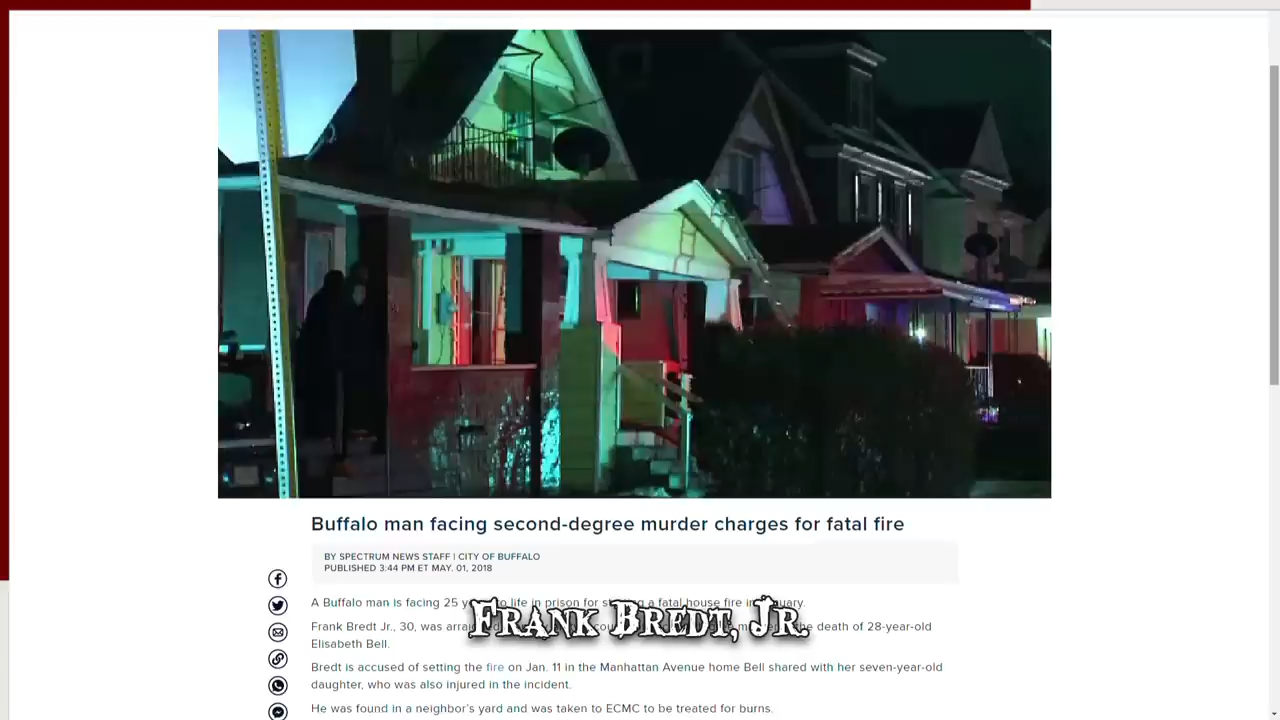 Buffalo man facing second-degree murder charges for fatal fire
BY SPECTRUM NEWS STAFF | CITY OF BUFFALO
PUBLISHED 3:44 PM ET MAY. 01, 2018
A Buffalo man is facing 25 to life in prison for a fatal house fire in
Frank Bredt Jr., 30, was death of 28-year-old
FRANK BREDT, JR.
Elisabeth Bell.
Bredt is accused of setting the fire on Jan. 11 in the Manhattan Avenue home Bell shared with her seven-year-old
daughter, who was also injured in the incident.
He was found in a neighbor's yard and was taken to ECMC to be treated for burns.